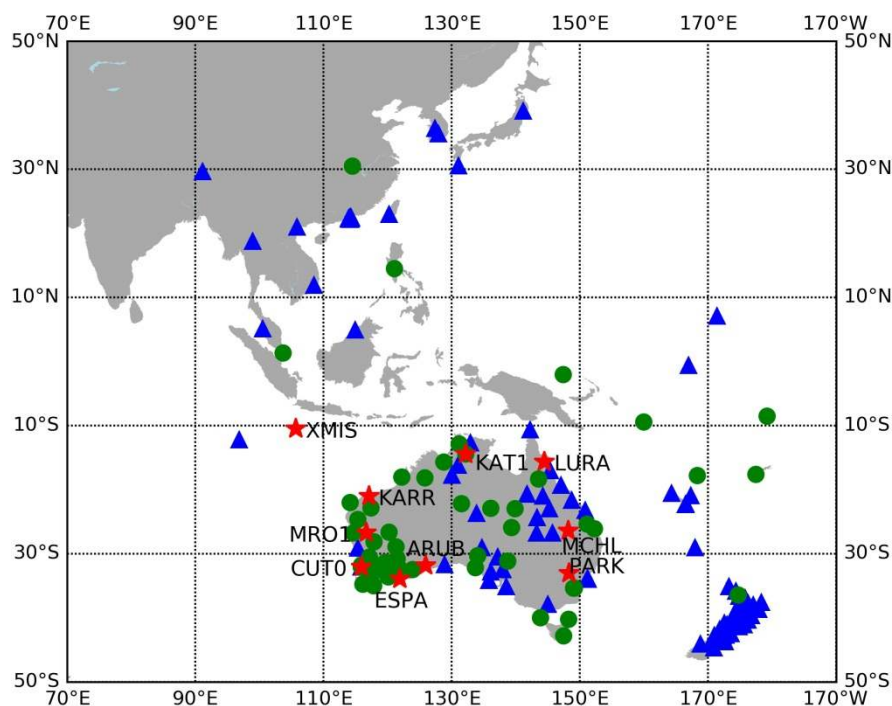 70°E 90°E 110°E 130°E 150°E 170°E 170°W
50°N 50°N
30°N 30°N
10°N 10°N
10°S 10°S
XMIS
KAT1 LURA
KARR
MRO1
ARUB MCHL
30°S 30°S
CUT0 PARK
ESPA
50°S 50°S
70°E 90°E 110°E 130°E 150°E 170°E 170°W